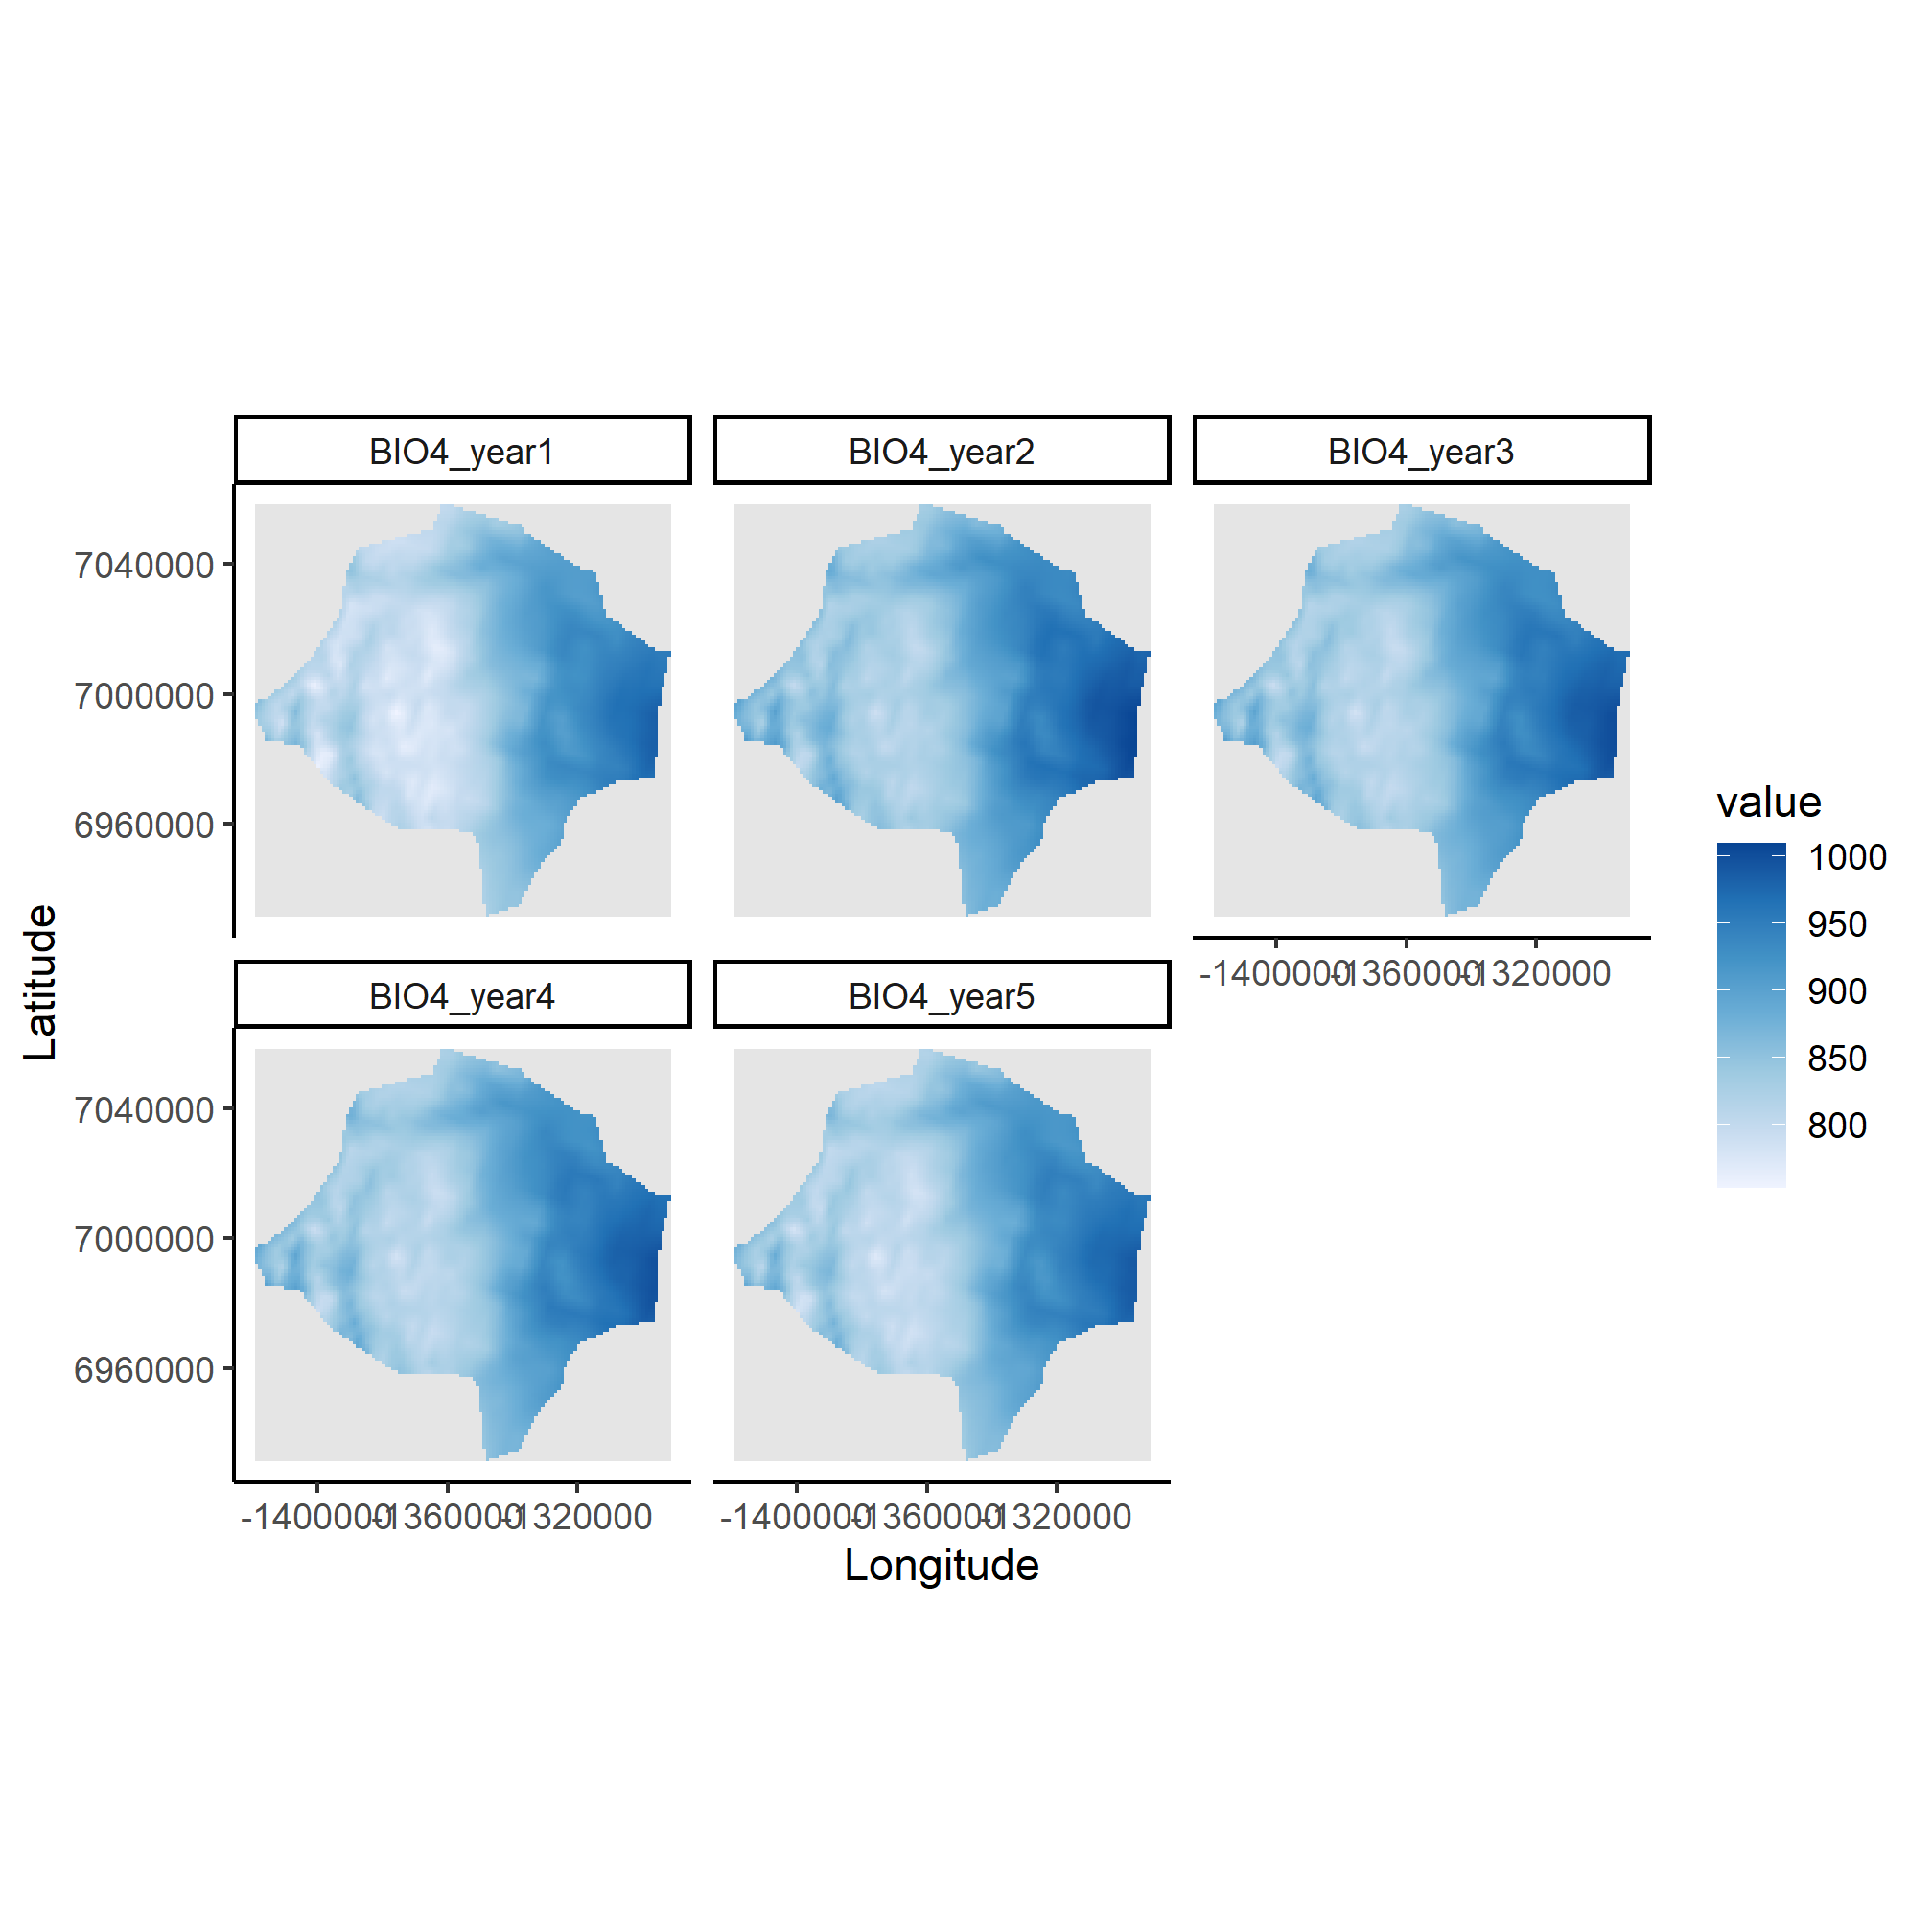 BIO4_year1 BIO4_year2 BIO4_year3
7040000
7000000
6960000
-1400000 -1360000 -1320000
BIO4_year4 BIO4_year5
7040000
7000000
6960000
-1400000 -1360000 -1320000 -1400000 -1360000 -1320000
Longitude
Latitude
value
1000
950
900
850
800